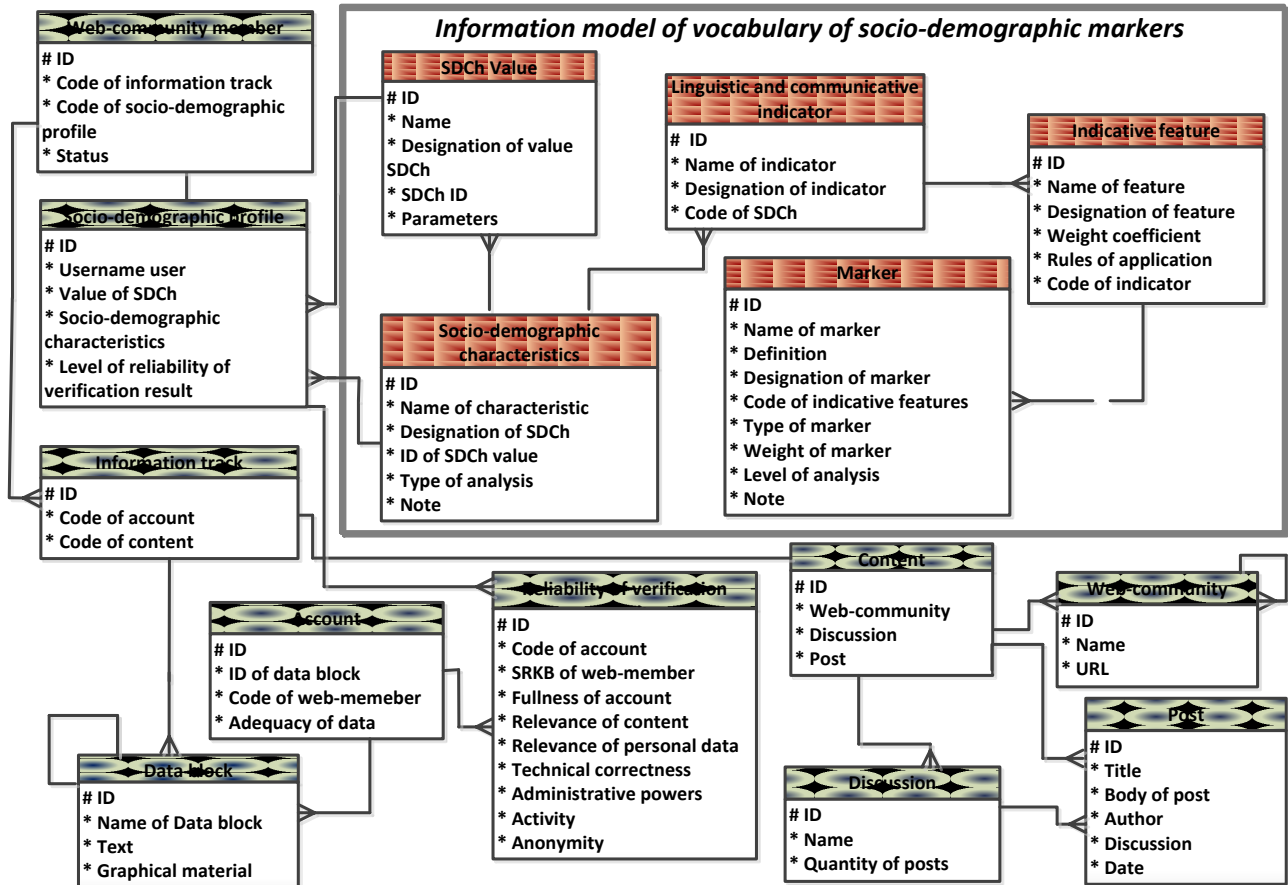 Information model of vocabulary of socio-demographic markers
Web-community member
# ID
* Code of information track
* Code of socio-demographic
profile
* Status
Socio-demographic profile
# ID
* Username user
* Value of SDCh
* Socio-demographic
characteristics
* Level of reliability of
verification result
SDCh Value
# ID
* Name
* Designation of value
SDCh
* SDCh ID
* Parameters
Linguistic and communicative
indicator
# ID
* Name of indicator
* Designation of indicator
* Code of SDCh
Indicative feature
# ID
* Name of feature
* Designation of feature
* Weight coefficient
* Rules of application
* Code of indicator
Socio-demographic
characteristics
# ID
* Name of characteristic
* Designation of SDCh
* ID of SDCh value
* Type of analysis
* Note
Marker
# ID
* Name of marker
* Definition
* Designation of marker
* Code of indicative features
* Type of marker
* Weight of marker
* Level of analysis
* Note
Information track
# ID
* Code of account
* Code of content
Account
# ID
* ID of data block
* Code of web-memeber
* Adequacy of data
Data block
# ID
* Name of Data block
* Text
* Graphical material
Reliability of verification
# ID
* Code of account
* SRKB of web-member
* Fullness of account
* Relevance of content
* Relevance of personal data
* Technical correctness
* Administrative powers
* Activity
* Anonymity
Content
# ID
* Web-community
* Discussion
* Post
Web-community
# ID
* Name
* URL
Discussion
# ID
* Name
* Quantity of posts
Post
# ID
* Title
* Body of post
* Author
* Discussion
* Date